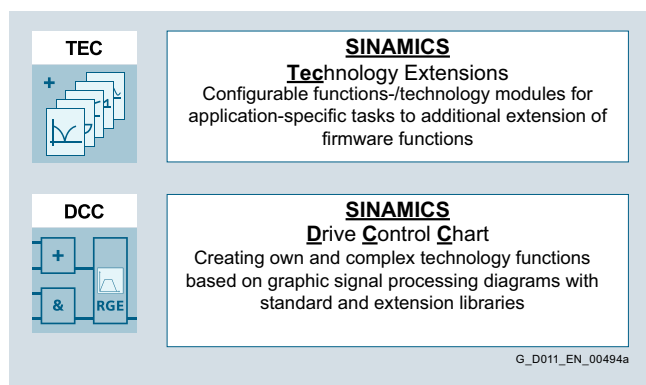 TEC
+
SINAMICS
Technology Extensions
Configurable functions-/technology modules for
application-specific tasks to additional extension of
firmware functions
DCC
+
&
RGE
SINAMICS
Drive Control Chart
Creating own and complex technology functions
based on graphic signal processing diagrams with
standard and extension libraries
G_D011_EN_00494a